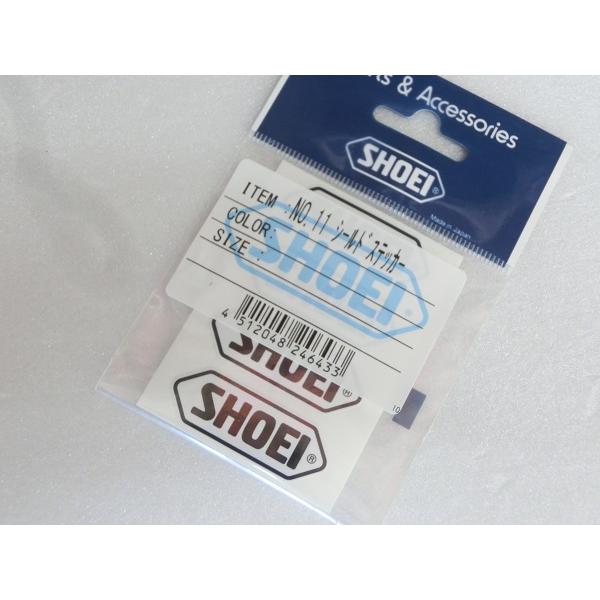 & Accessories
SHOEI
Made in Japan
ITEM :NO.11 シールドステッカー
COLOR:
SIZE :
SHOEI
4 512048 246433
SHOEI
®
SHOEI
®
10